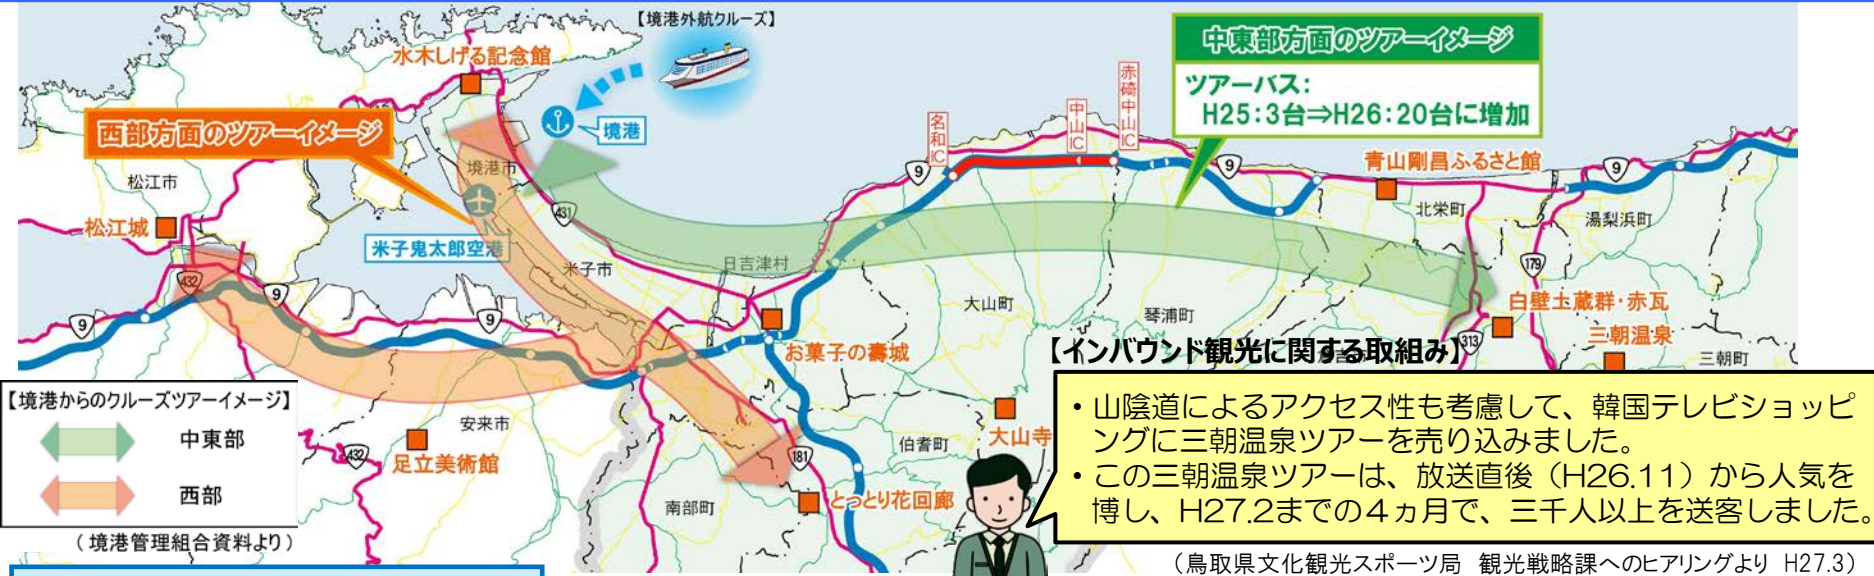 【境港外航クルーズ】
水木しげる記念館
中東部方面のツアーイメージ
ツアーバス:
H25:3台⇒H26:20台に増加
西部方面のツアーイメージ
境港
名和IC
中山IC
赤碕中山IC
9
9
9
青山剛昌ふるさと館
境港市
松江市
北栄町
湯梨浜町
松江城
431
米子鬼太郎空港
米子市
日吉津村
432
9
179
大山町
琴浦町
白壁土蔵群・赤瓦
9
9
313
三朝温泉
三朝町
お菓子の壽城
【インバウンド観光に関する取組み】
【境港からのクルーズツアーイメージ】
中東部
西部
(境港管理組合資料より)
安来市
432
足立美術館
伯耆町
大山寺
181
南部町
とっとり花回廊
・山陰道によるアクセス性も考慮して、韓国テレビショッピ
ングに三朝温泉ツアーを売り込みました。
・この三朝温泉ツアーは、放送直後(H26.11)から人気を
博し、H27.2までの4ヵ月で、三千人以上を送客しました。
(鳥取県文化観光スポーツ局 観光戦略課へのヒアリングより H27.3)